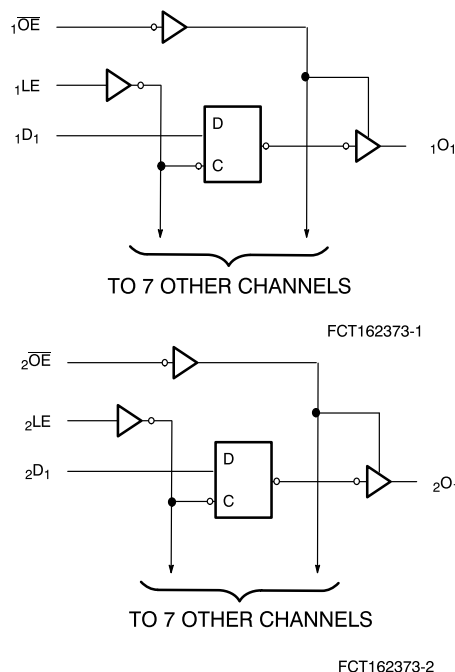 1OE
1LE
D
1D1
C
1O1
TO 7 OTHER CHANNELS
FCT162373-1
2OE
2LE
D
2D1
C
2O1
TO 7 OTHER CHANNELS
FCT162373-2